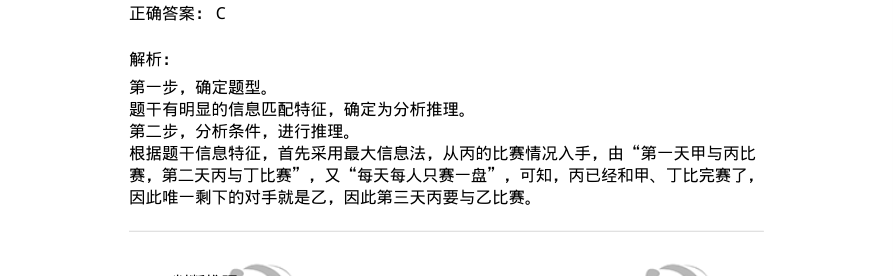 正确答案： C
解析：
第一步，确定题型。
题干有明显的信息匹配特征，确定为分析推理。
第二步，分析条件，进行推理。
根据题干信息特征，首先采用最大信息法，从丙的比赛情况入手，由“第一天甲与丙比
赛，第二天丙与丁比赛”，又“每天每人只赛一盘”，可知，丙已经和甲、丁比完赛了，
因此唯一剩下的对手就是乙，因此第三天丙要与乙比赛。